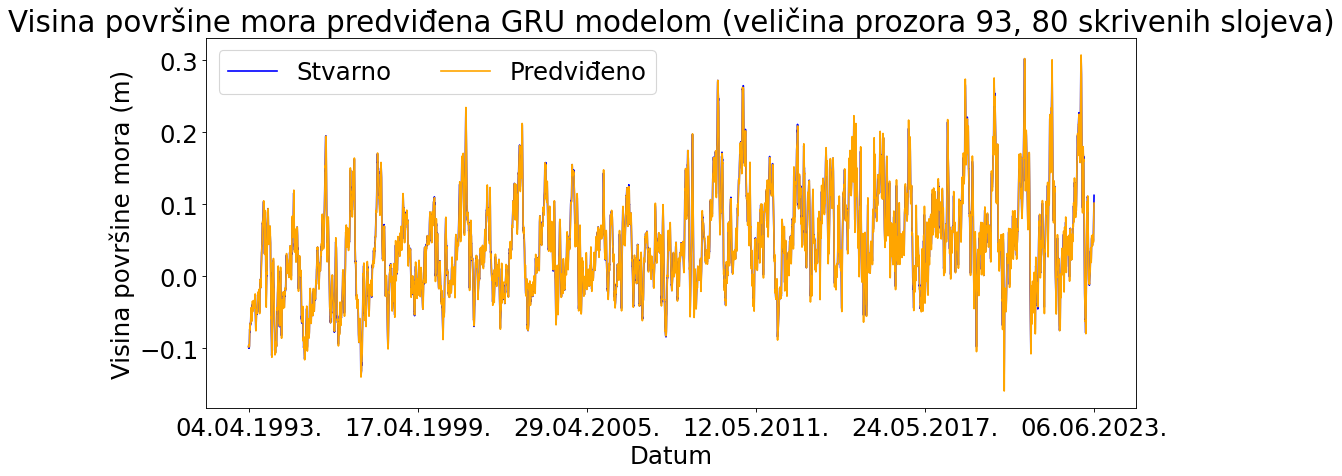 Visina površine mora predviđena GRU modelom (veličina prozora 93, 80 skrivenih slojeva)
Stvarno Predviđeno
Visina površine mora (m)
0.3
0.2
0.1
0.0
−0.1
04.04.1993. 17.04.1999. 29.04.2005. 12.05.2011. 24.05.2017. 06.06.2023.
Datum